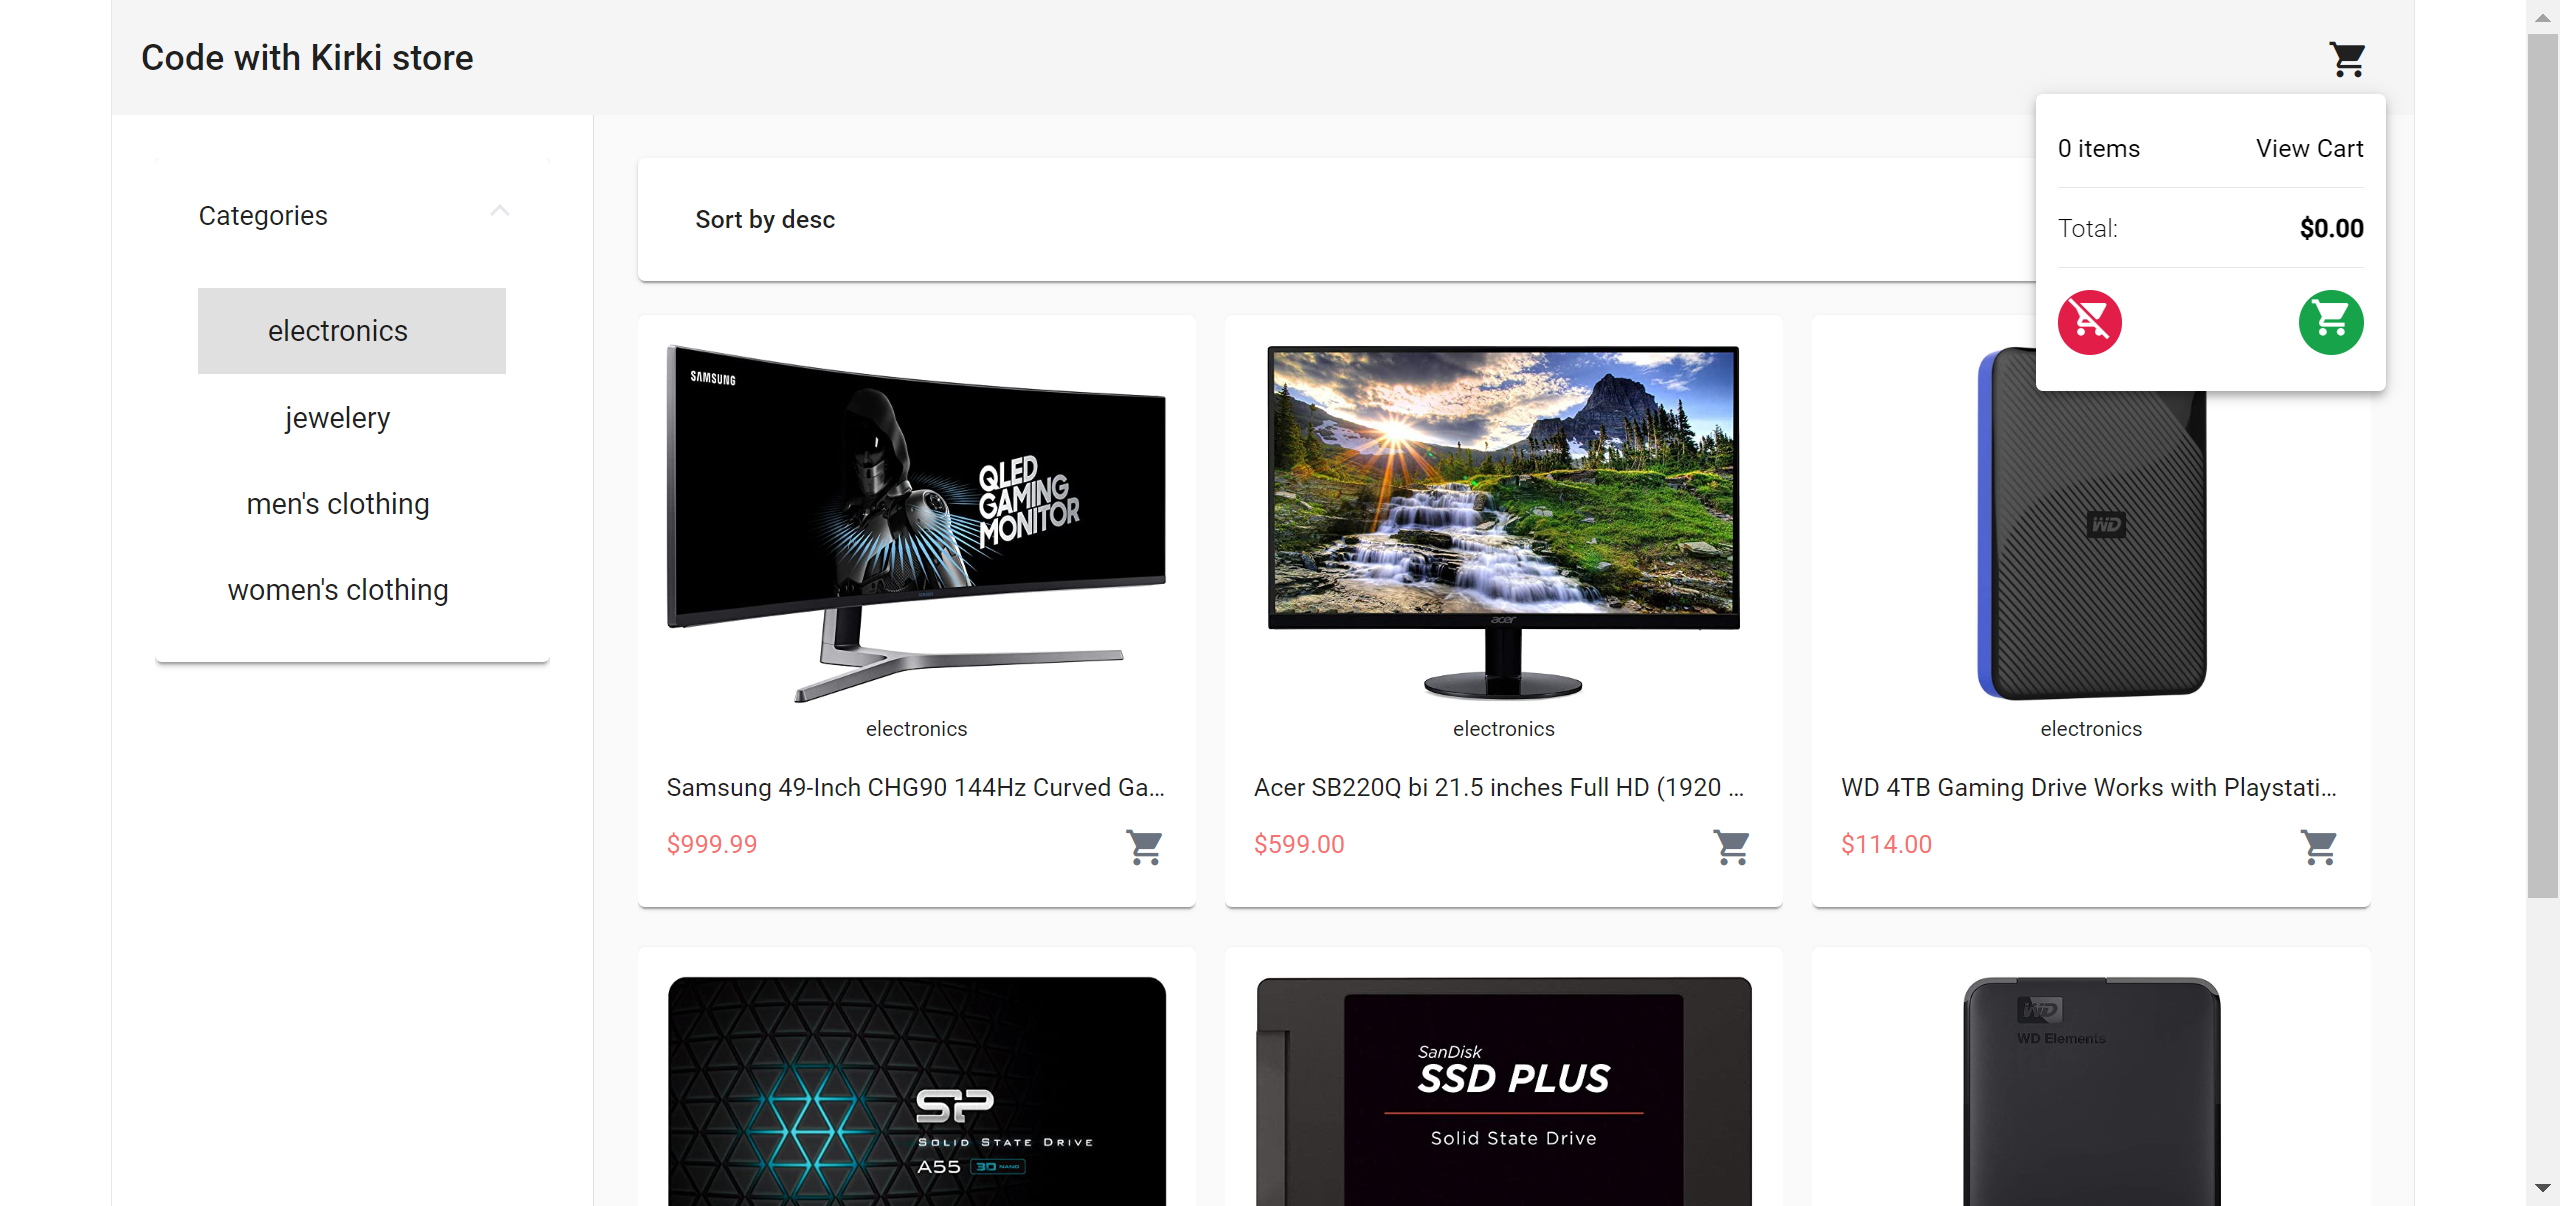 Code with Kirki store
0 items View Cart
Total: $0.00
Categories
electronics
jewelery
men's clothing
women's clothing
Sort by desc
SAMSUNG
QLED
GAMING
MONITOR
acer
WD
electronics
Samsung 49-Inch CHG90 144Hz Curved Ga...
$999.99
electronics
Acer SB220Q bi 21.5 inches Full HD (1920 ...
$599.00
electronics
WD 4TB Gaming Drive Works with Playstati...
$114.00
SP
SOLID STATE DRIVE
A55 3D NAND
SanDisk
SSD PLUS
Solid State Drive
WD
WD Elements